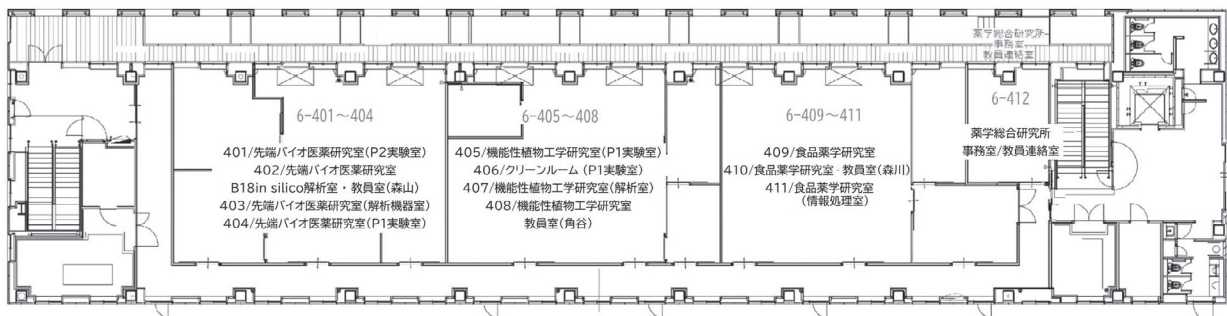 薬学総合研究所
事務室
教員連絡室
6-401～404
401/先端バイオ医薬研究室(P2実験室)
402/先端バイオ医薬研究室
B18in silico解析室・教員室(森山)
403/先端バイオ医薬研究室(解析機器室)
404/先端バイオ医薬研究室(P1実験室)
6-405～408
405/機能性植物工学研究室(P1実験室)
406/クリーンルーム (P1実験室)
407/機能性植物工学研究室(解析室)
408/機能性植物工学研究室
教員室(角谷)
6-409～411
409/食品薬学研究室
410/食品薬学研究室・教員室(森川)
411/食品薬学研究室
(情報処理室)
6-412
薬学総合研究所
事務室/教員連絡室